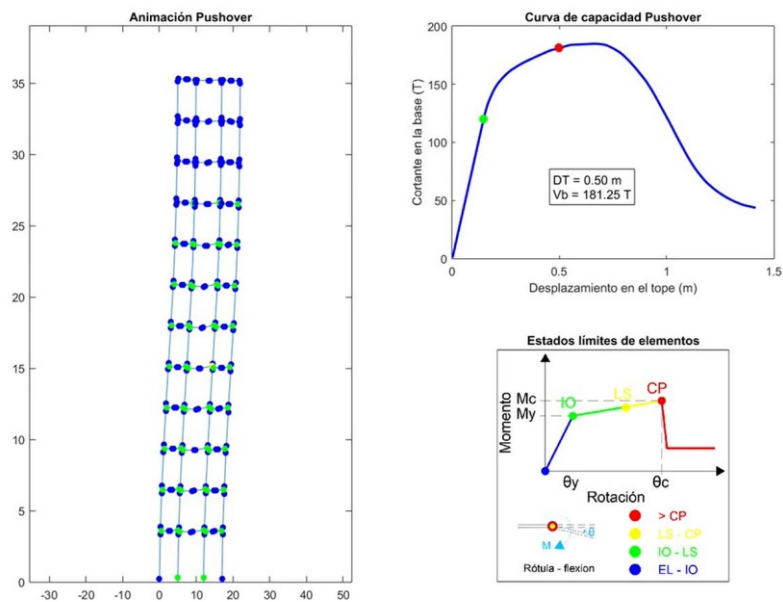 Animación Pushover
35
30
25
20
15
10
5
0
-30 -20 -10 0 10 20 30 40 50
Curva de capacidad Pushover
Cortante en la base (T)
200
150
100
50
0
DT = 0.50 m
Vb = 181.25 T
0 0.5 1 1.5
Desplazamiento en el tope (m)
Estados límites de elementos
Momento
Mc
My
IO
LS
CP
θy
θc
Rotación
> CP
LS - CP
IO - LS
EL - IO
M
θ
Rótula - flexion